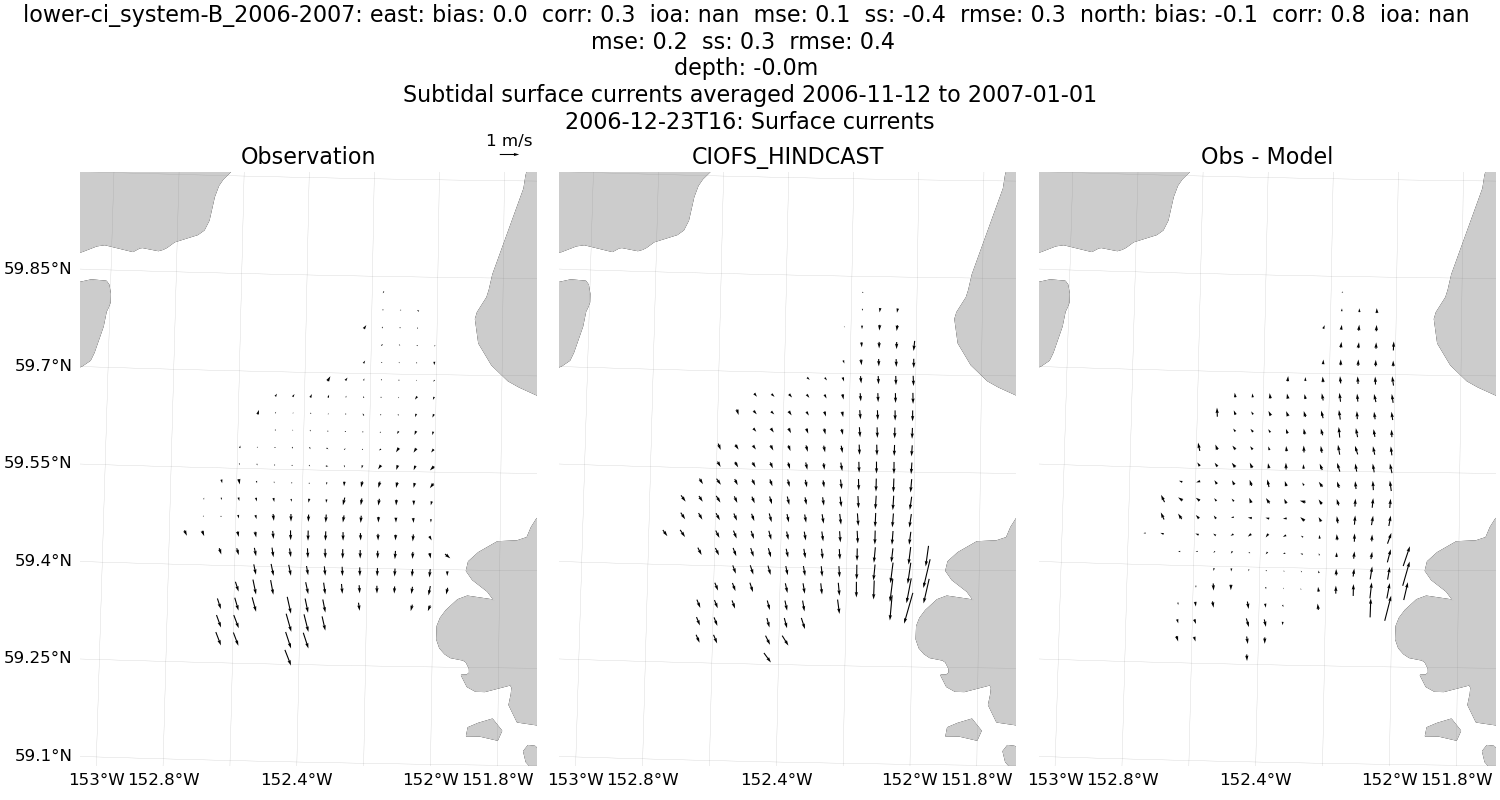 lower-ci_system-B_2006-2007: east: bias: 0.0 corr: 0.3 ioa: nan mse: 0.1 ss: -0.4 rmse: 0.3 north: bias: -0.1 corr: 0.8 ioa: nan
mse: 0.2 ss: 0.3 rmse: 0.4
depth: -0.0m
Subtidal surface currents averaged 2006-11-12 to 2007-01-01
2006-12-23T16: Surface currents
1 m/s
Observation CIOFS_HINDCAST Obs - Model
59.85°N
59.7°N
59.55°N
59.4°N
59.25°N
59.1°N
153°W 152.8°W 152.4°W 152°W 151.8°W 153°W 152.8°W 152.4°W 152°W 151.8°W 153°W 152.8°W 152.4°W 152°W 151.8°W